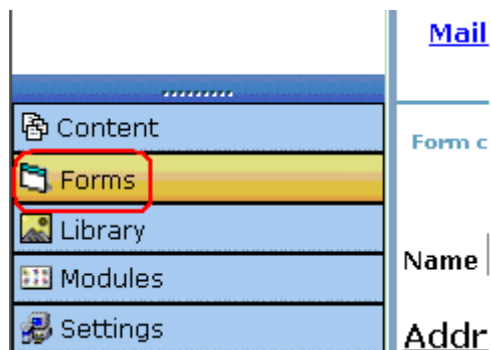 Mail
Content
Form c
Forms
Library
Name
Modules
Settings
Addr